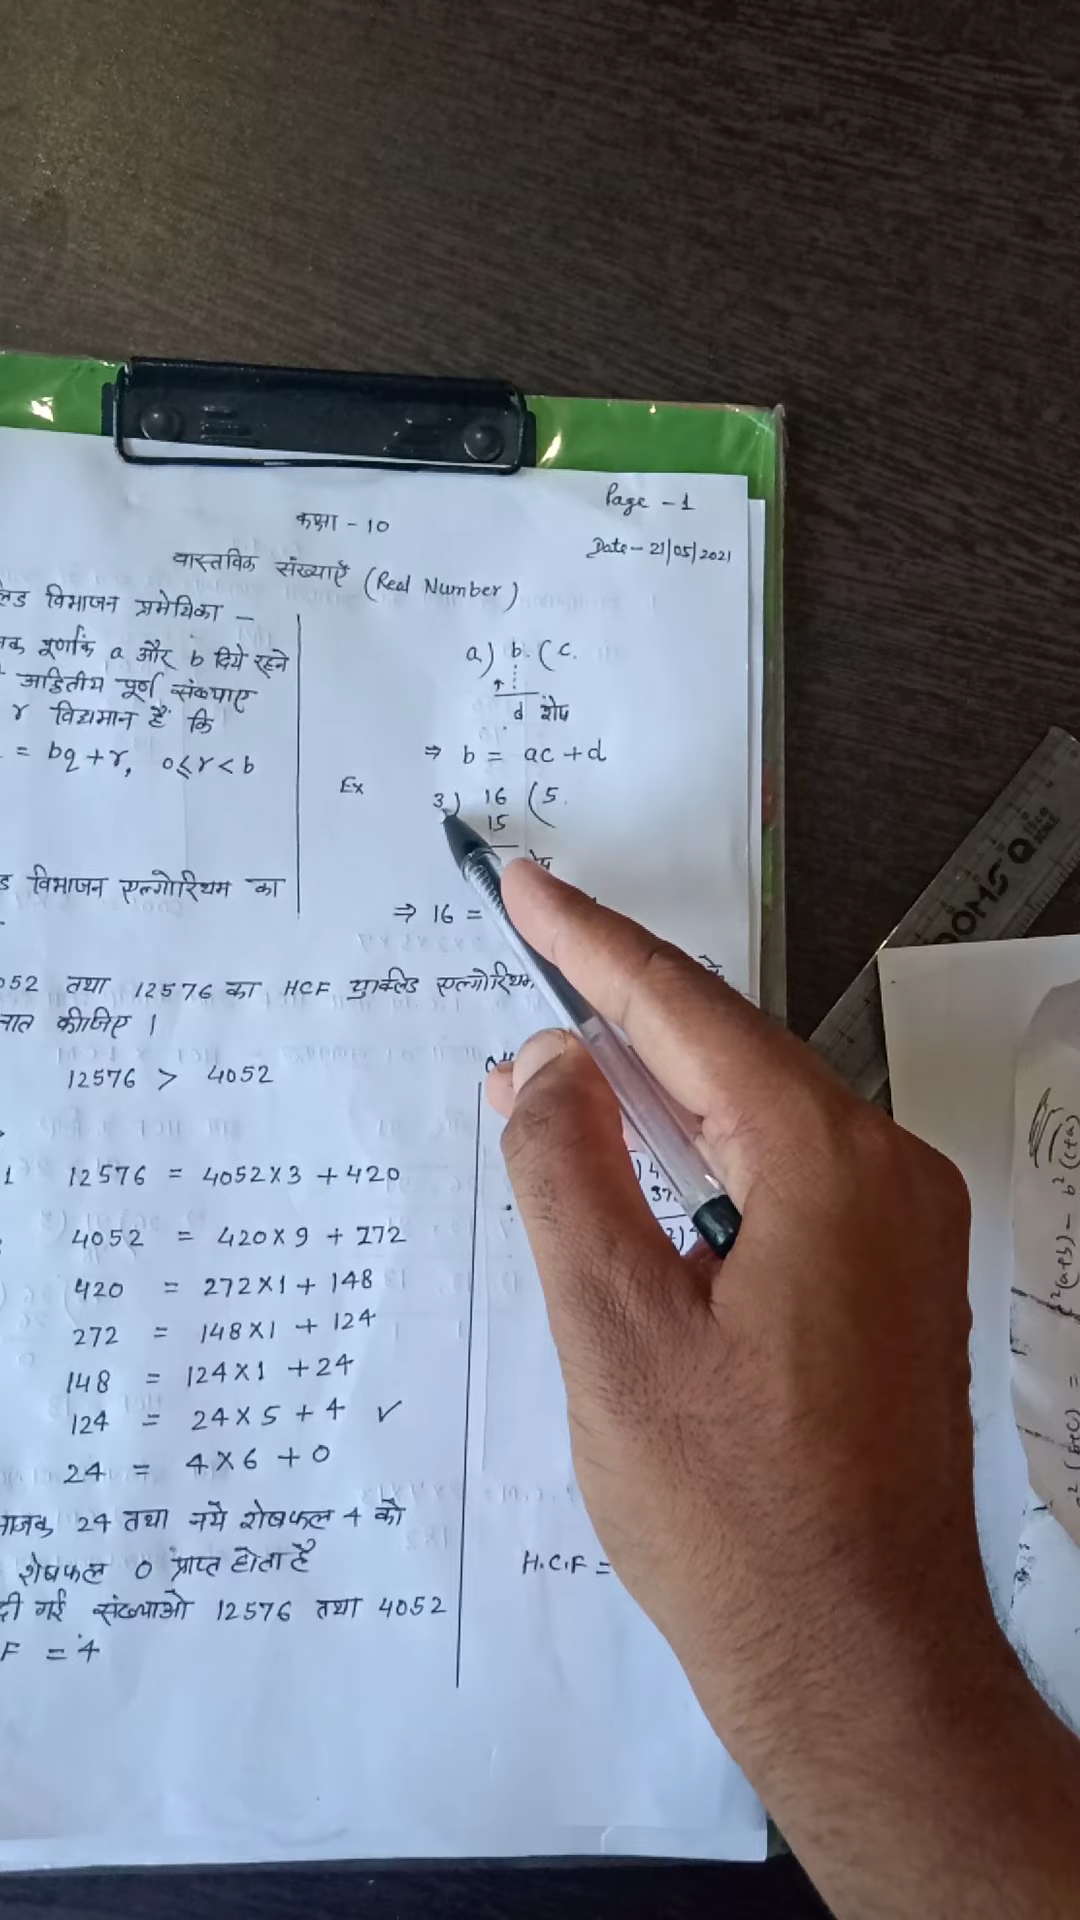 Page - 1
कक्षा - 10
Date - 21/05/2021
वास्तविक संख्याएँ (Real Number)
विभाजन प्रमेयिका -
पूर्णांक a और b दिये रहने
अद्वितीय पूर्ण संख्याए
r विद्यमान हैं कि
= bq + r, 0 ≤ r < b
a) b (c.
d शेष
⇒ b = ac + d
Ex
3) 16 (5.
15
⇒ 16 =
विभाजन एल्गोरिथम का
052 तथा 12576 का HCF युक्लिड एल्गोरिथम
कीजिए ।
12576 > 4052
1 12576 = 4052 x 3 + 420
4052 = 420 x 9 + 272
420 = 272 x 1 + 148
272 = 148 x 1 + 124
148 = 124 x 1 + 24
124 = 24 x 5 + 4 ✓
24 = 4 x 6 + 0
24 तथा नये शेषफल 4 को
शेषफल 0 प्राप्त होता है
दी गई संख्याओ 12576 तथा 4052
F = 4
H.C.F =
DOMS